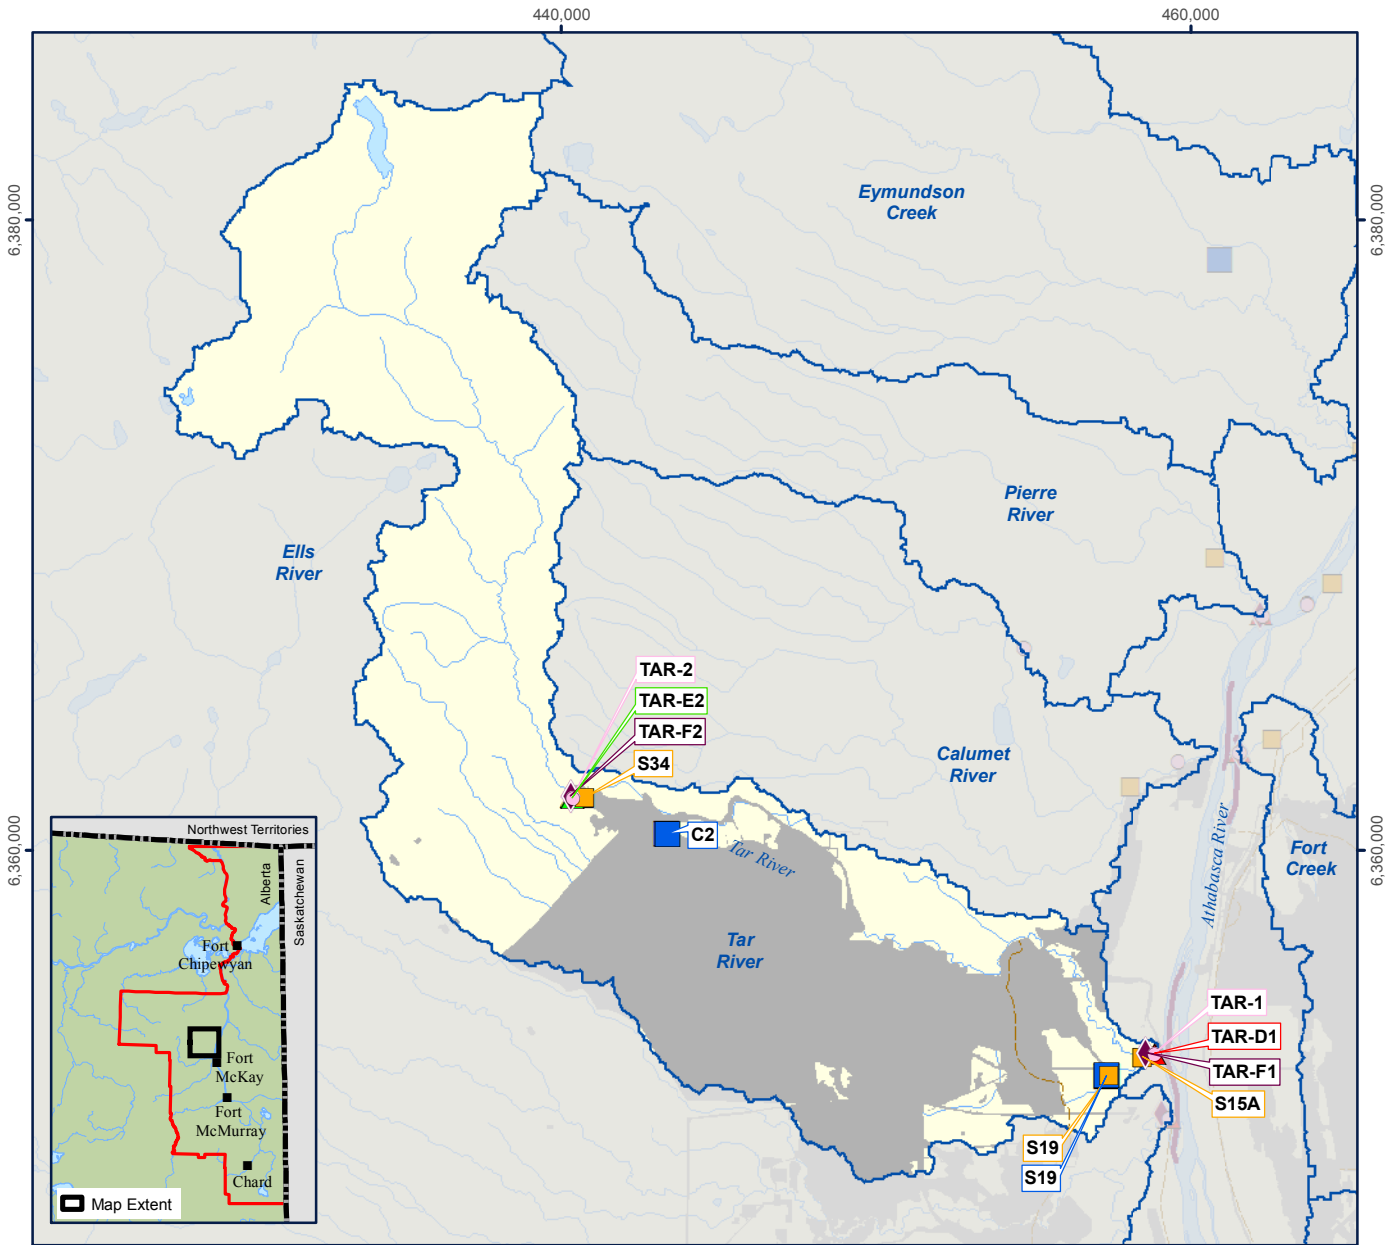 440,000
460,000
6,380,000
6,380,000
Eymundson
Creek
Pierre
River
Ells
River
TAR-2
TAR-E2
TAR-F2
S34
Calumet
River
C2
Tar River
Athabasca River
Fort
Creek
6,360,000
6,360,000
Tar
River
TAR-1
TAR-D1
TAR-F1
S15A
S19
S19
Northwest Territories
Alberta
Saskatchewan
Fort
Chipewyan
Fort
McKay
Fort
McMurray
Chard
Map Extent